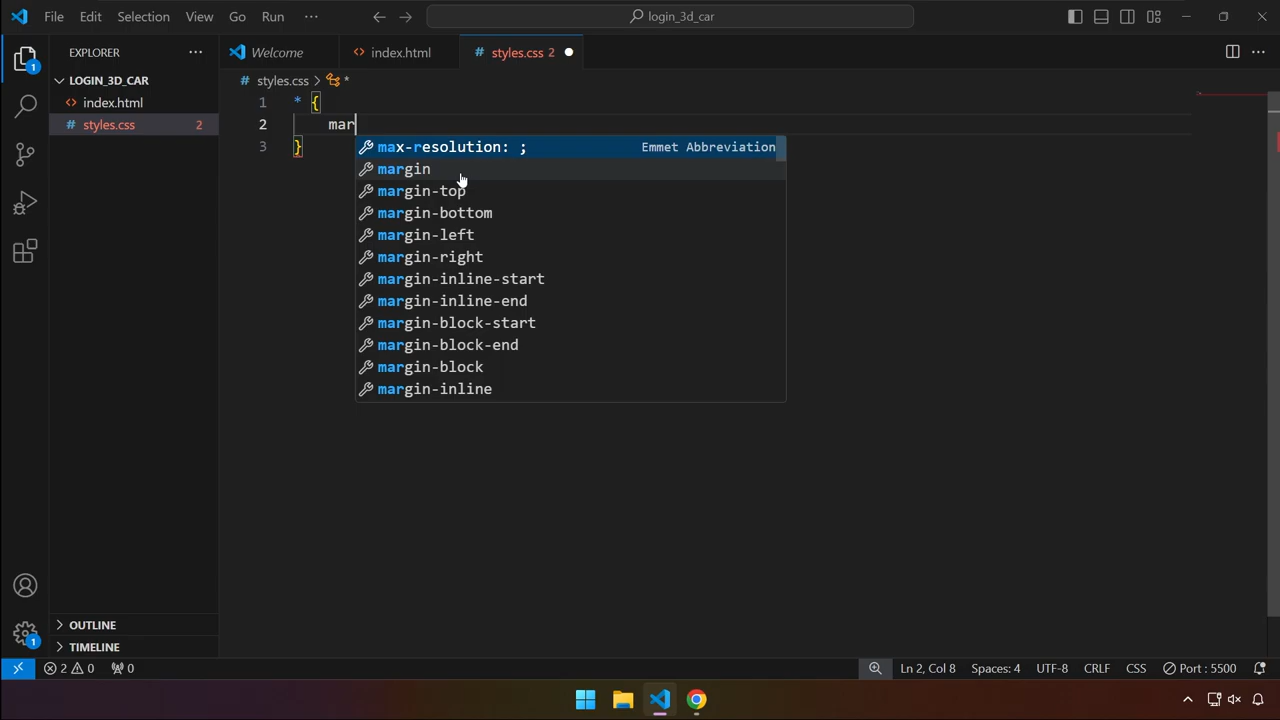 File Edit Selection View Go Run ··· login_3d_car
EXPLORER ···
Welcome index.html styles.css 2
LOGIN_3D_CAR
index.html
styles.css 2
styles.css > *
1 * {
2 mar
3 }
max-resolution: ; Emmet Abbreviation
margin
margin-top
margin-bottom
margin-left
margin-right
margin-inline-start
margin-inline-end
margin-block-start
margin-block-end
margin-block
margin-inline
1
1
OUTLINE
TIMELINE
2 0 0 Ln 2, Col 8 Spaces: 4 UTF-8 CRLF CSS Port : 5500